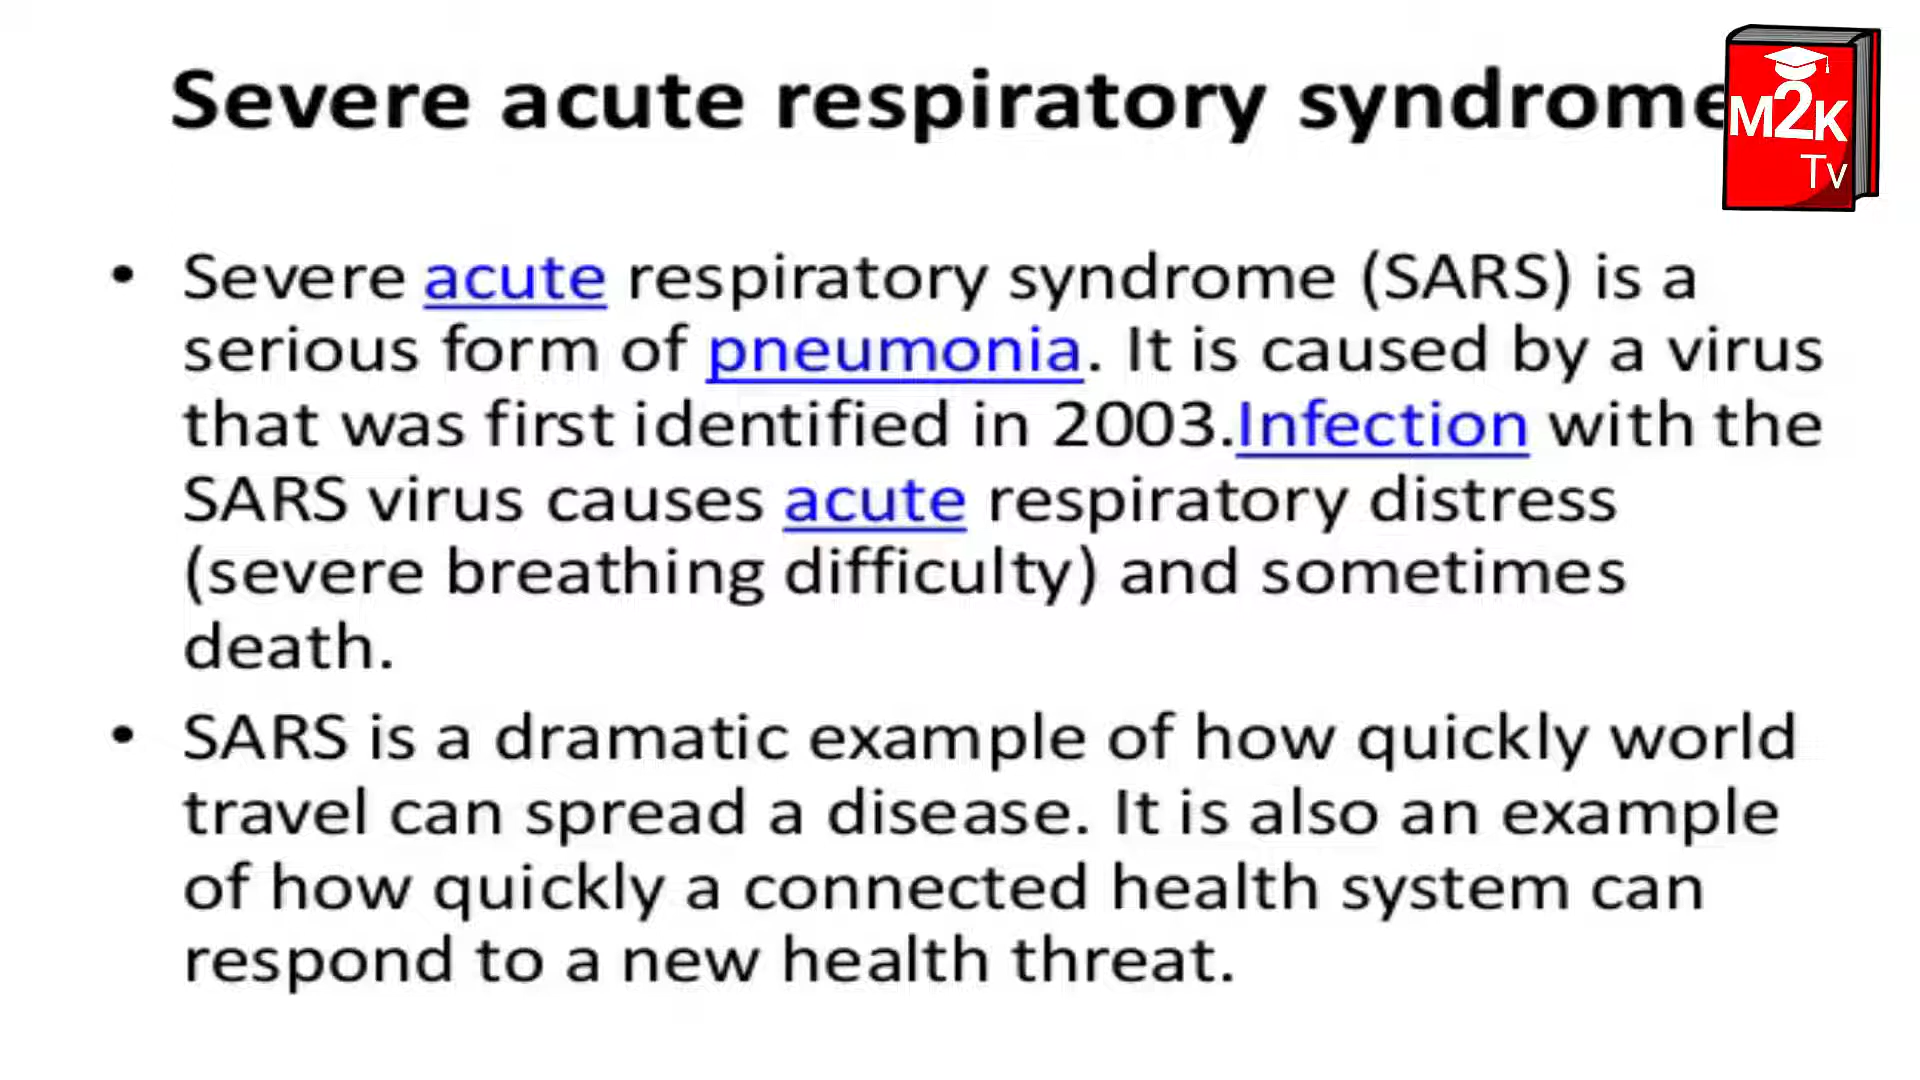 Severe acute respiratory syndrome
M2K
Tv
• Severe acute respiratory syndrome (SARS) is a
serious form of pneumonia. It is caused by a virus
that was first identified in 2003.Infection with the
SARS virus causes acute respiratory distress
(severe breathing difficulty) and sometimes
death.
• SARS is a dramatic example of how quickly world
travel can spread a disease. It is also an example
of how quickly a connected health system can
respond to a new health threat.